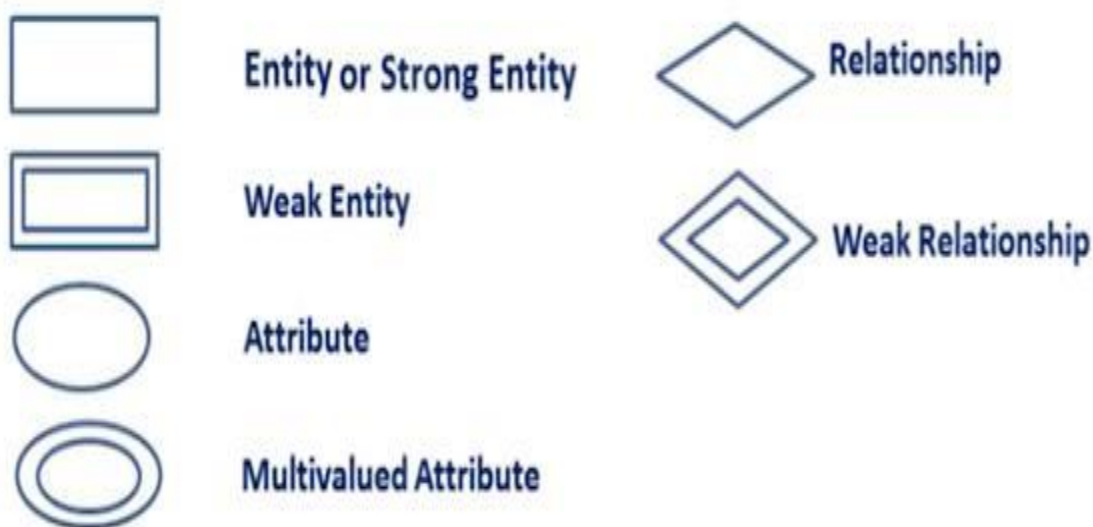 Entity or Strong Entity
Weak Entity
Attribute
Multivalued Attribute
Relationship
Weak Relationship